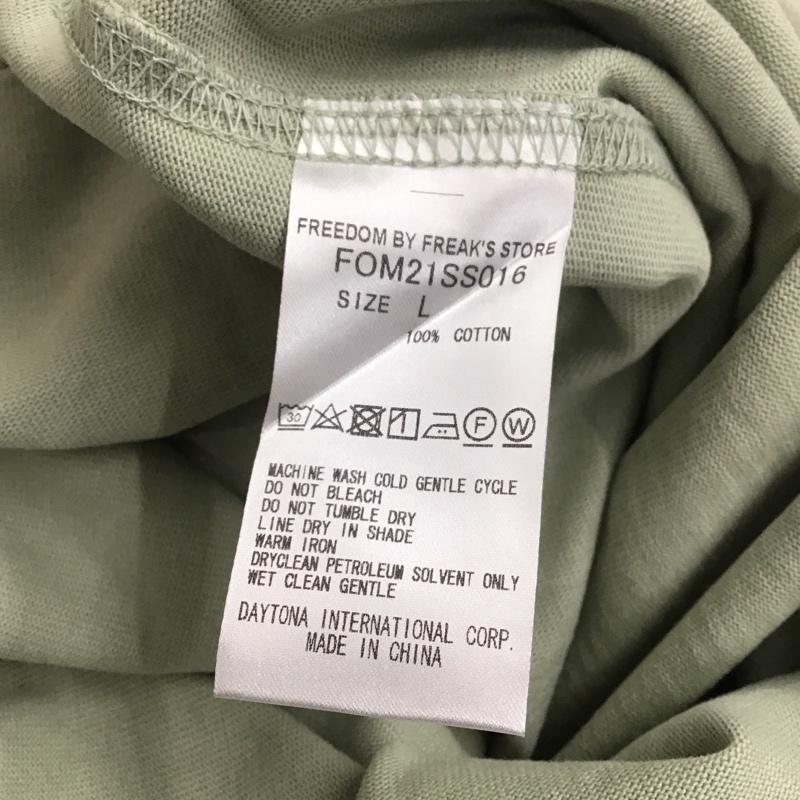 FREEDOM BY FREAK'S STORE
FOM21SS016
SIZE L
100% COTTON
30 F W
MACHINE WASH COLD GENTLE CYCLE
DO NOT BLEACH
DO NOT TUMBLE DRY
LINE DRY IN SHADE
WARM IRON
DRYCLEAN PETROLEUM SOLVENT ONLY
WET CLEAN GENTLE
DAYTONA INTERNATIONAL CORP.
MADE IN CHINA